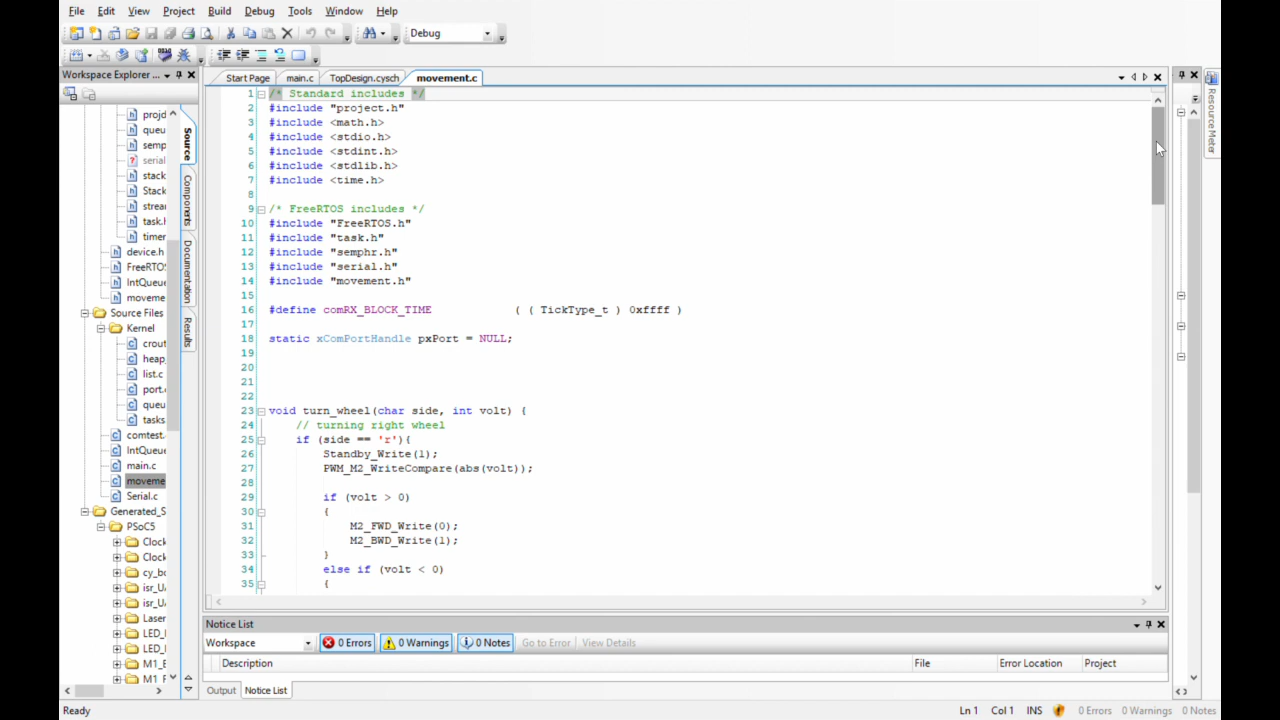 File Edit View Project Build Debug Tools Window Help
Debug
Workspace Explorer ...
Start Page main.c TopDesign.cysch movement.c
projd
queu
semp
serial
stack
Stack
strea
task.h
timer
device.h
FreeRTOS
IntQueue
moveme
Source Files
Kernel
crout
heap_
list.c
port.c
queu
tasks
comtest.
IntQueue
main.c
moveme
Serial.c
Generated_S
PSoC5
Clock
Clock
cy_bo
isr_U
isr_U
Laser
LED_
LED_
M1_E
M1 F
Source
Components
Documentation
Results
1 /* Standard includes */
2 #include "project.h"
3 #include <math.h>
4 #include <stdio.h>
5 #include <stdint.h>
6 #include <stdlib.h>
7 #include <time.h>
8
9 /* FreeRTOS includes */
10 #include "FreeRTOS.h"
11 #include "task.h"
12 #include "semphr.h"
13 #include "serial.h"
14 #include "movement.h"
15
16 #define comRX_BLOCK_TIME ( ( TickType_t ) 0xffff )
17
18 static xComPortHandle pxPort = NULL;
19
20
21
22
23 void turn_wheel(char side, int volt) {
24 // turning right wheel
25 if (side == 'r'){
26 Standby_Write(1);
27 PWM_M2_WriteCompare(abs(volt));
28
29 if (volt > 0)
30 {
31 M2_FWD_Write(0);
32 M2_BWD_Write(1);
33 }
34 else if (volt < 0)
35 {
Resource Meter
Notice List
Workspace 0 Errors 0 Warnings 0 Notes Go to Error View Details
Description File Error Location Project
Output Notice List
Ready Ln 1 Col 1 INS 0 Errors 0 Warnings 0 Notes